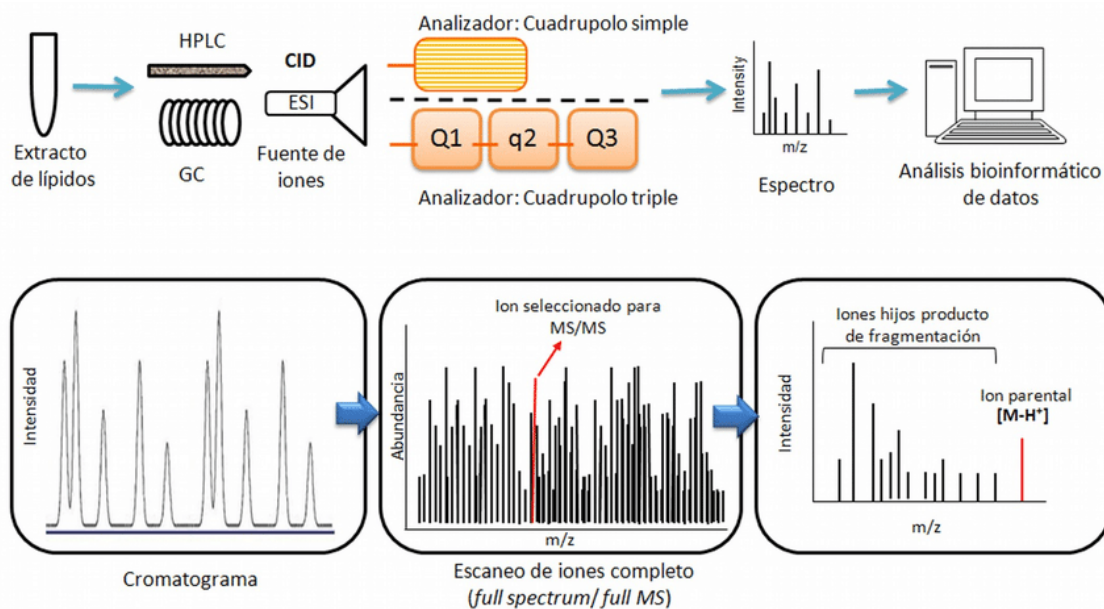 Analizador: Cuadrupolo simple
HPLC
CID
ESI
GC
Extracto
de lípidos
Fuente de
iones
Q1 q2 Q3
Analizador: Cuadrupolo triple
Intensity
m/z
Espectro
Análisis bioinformático
de datos
Intensidad
Cromatograma
Ion seleccionado para
MS/MS
Abundancia
m/z
Escaneo de iones completo
(full spectrum/ full MS)
Iones hijos producto
de fragmentación
Ion parental
[M-H⁺]
Intensidad
m/z